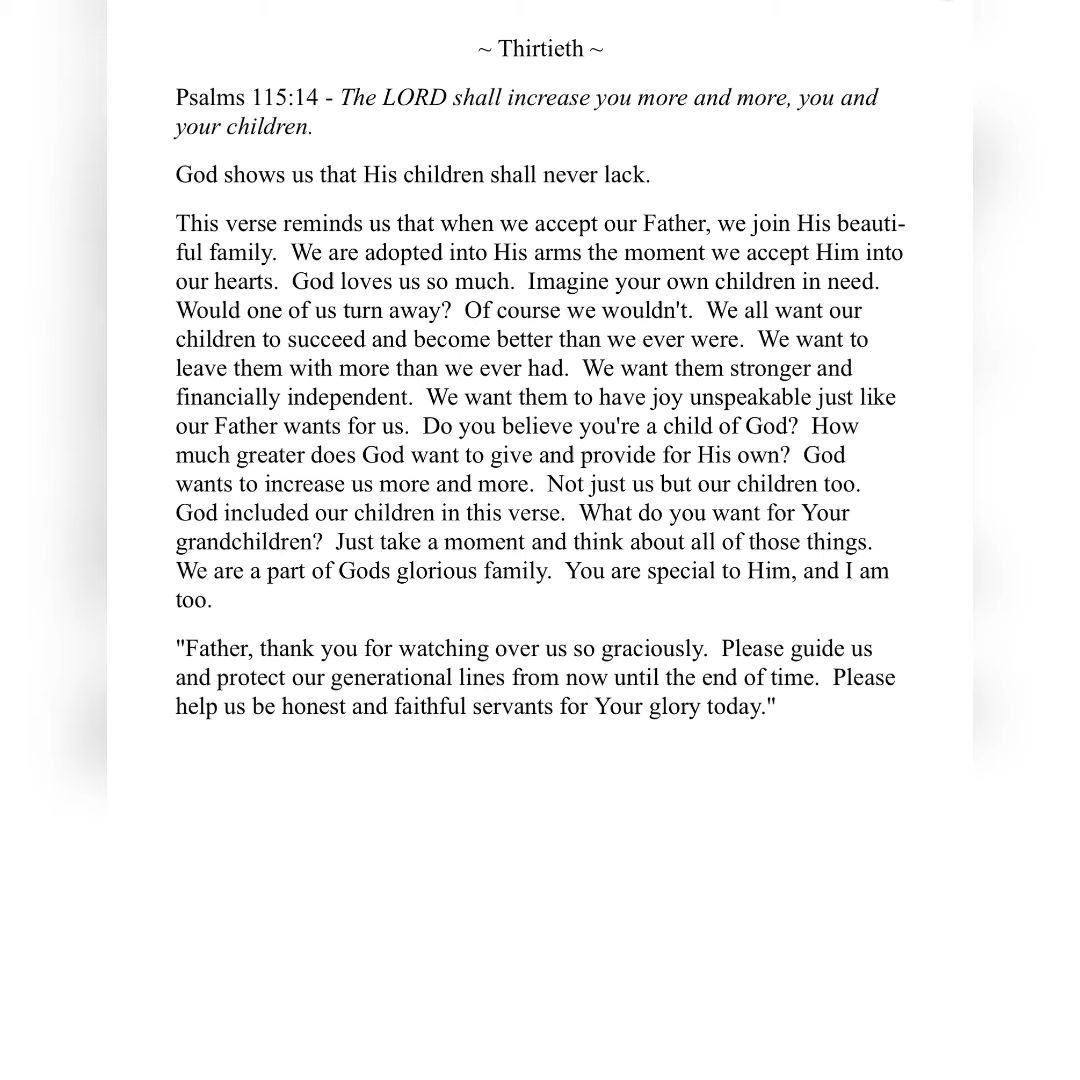 ~ Thirtieth ~
Psalms 115:14 - The LORD shall increase you more and more, you and
your children.
God shows us that His children shall never lack.
This verse reminds us that when we accept our Father, we join His beauti-
ful family.  We are adopted into His arms the moment we accept Him into
our hearts.  God loves us so much.  Imagine your own children in need.
Would one of us turn away?  Of course we wouldn't.  We all want our
children to succeed and become better than we ever were.  We want to
leave them with more than we ever had.  We want them stronger and
financially independent.  We want them to have joy unspeakable just like
our Father wants for us.  Do you believe you're a child of God?  How
much greater does God want to give and provide for His own?  God
wants to increase us more and more.  Not just us but our children too.
God included our children in this verse.  What do you want for Your
grandchildren?  Just take a moment and think about all of those things.
We are a part of Gods glorious family.  You are special to Him, and I am
too.
"Father, thank you for watching over us so graciously.  Please guide us
and protect our generational lines from now until the end of time.  Please
help us be honest and faithful servants for Your glory today."